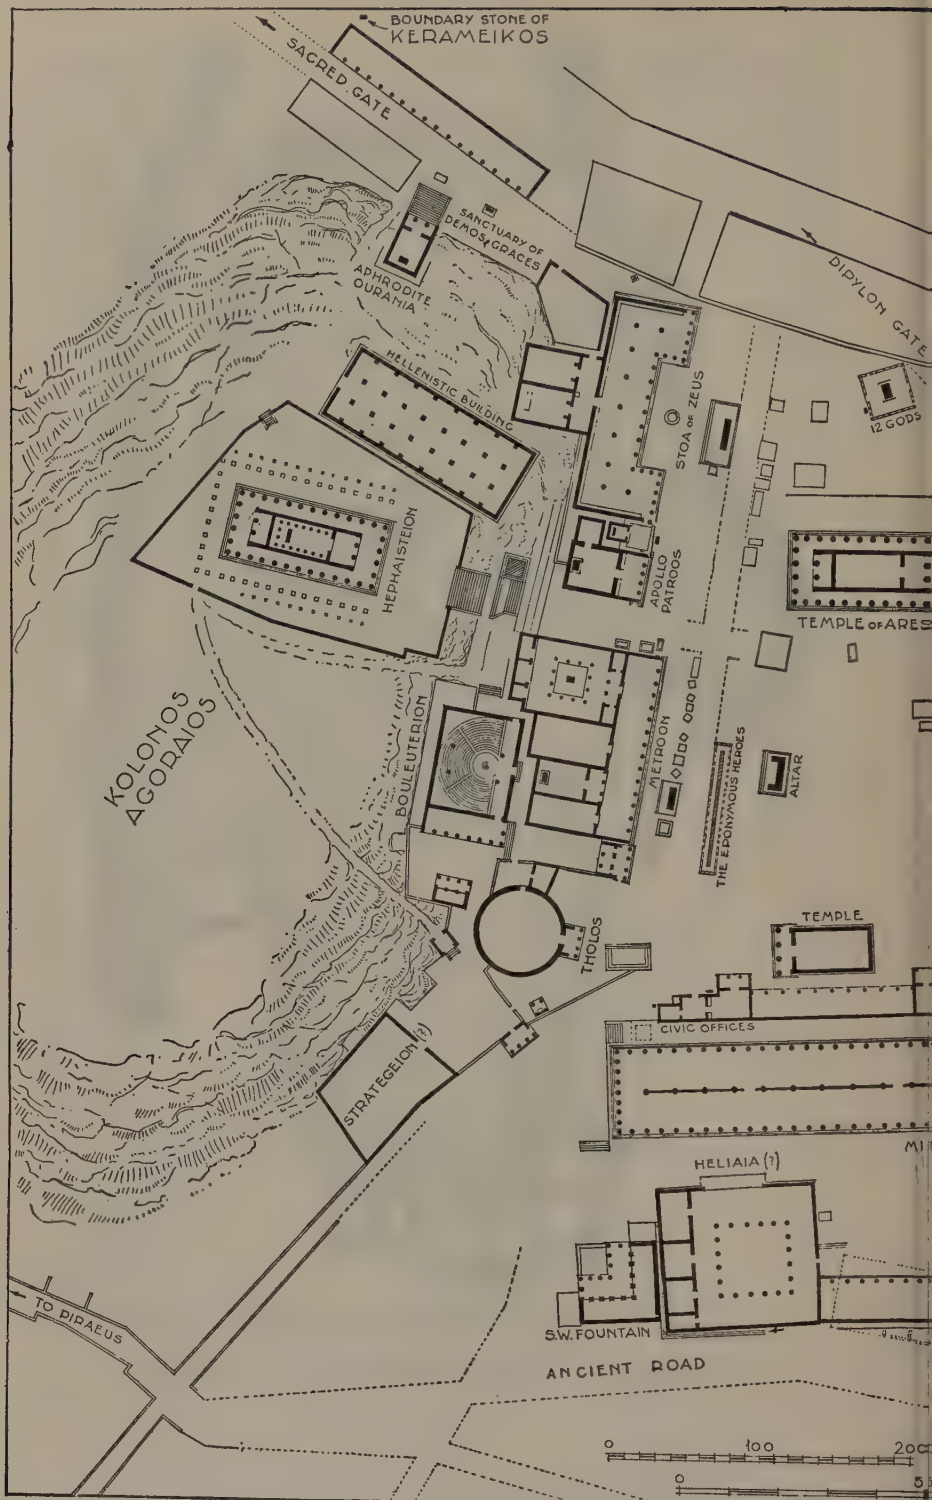 BOUNDARY STONE OF
KERAMEIKOS
SACRED GATE
SANCTUARY OF
DEMOS & GRACES
APHRODITE
OURANIA
DIPYLON GATE
HELLENISTIC BUILDING
STOA OF ZEUS
12 GODS
HEPHAISTEION
APOLLO
PATROOS
TEMPLE OF ARES
KOLONOS
AGORAIOS
BOULEUTERION
METROON
THE EPONYMOUS HEROES
ALTAR
TEMPLE
THOLOS
CIVIC OFFICES
STRATEGEION (?)
HELIAIA (?)
TO PIRAEUS
S.W. FOUNTAIN
ANCIENT ROAD
0 100 200
0